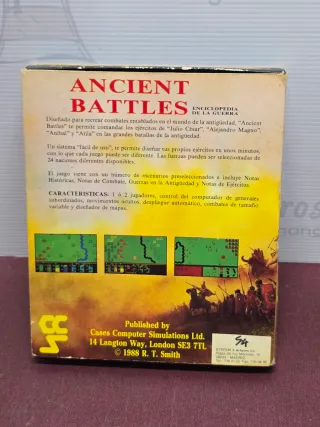 ANCIENT
BATTLES
ENCICLOPEDIA
DE LA GUERRA
Diseñado para recrear combates entablados en el mundo de la antigüedad, "Ancient
Battles" te permite comandar los ejércitos de "Julio César", "Alejandro Magno",
"Aníbal" y "Atila" en las grandes batallas de la antigüedad.
Un sistema "fácil de uso", te permite diseñar tus propios ejércitos en unos minutos,
con lo que cada juego puede ser diferente. Las fuerzas pueden ser seleccionadas de
24 naciones diferentes disponibles.
El juego viene con un número de escenarios preseleccionados e incluye Notas
Históricas, Notas de Combate, Guerras en la Antigüedad y Notas de Ejércitos.
CARACTERISTICAS: 1 ó 2 jugadores, control del computador de generales
subordinados, movimientos ocultos, despliegue automático, combates de tamaño
variable y diseñador de mapas.
Published by
Cases Computer Simulations Ltd.
14 Langton Way, London SE3 7TL
© 1988 R. T. Smith